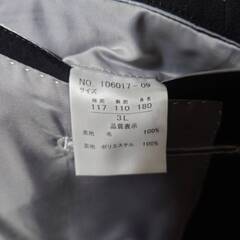 NO. 106017-09
サイズ
胸囲 胴囲 身長
117 110 180
3L
品質表示
表地 毛 100%
裏地 ポリエステル 100%